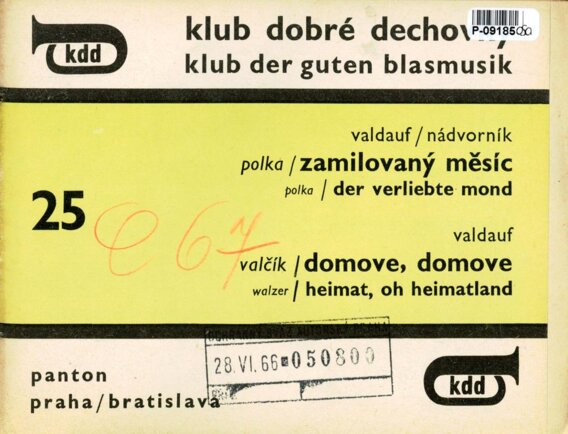 kdd
klub dobré
P-09185
klub der guten blasmusik
valdauf / nádvorník
polka / zamilovaný měsíc
polka / der verliebte mond
25
C 67
valdauf
valčík / domove, domove
walzer / heimat, oh heimatland
28. VI. 66 050800
panton
praha/bratislava
kdd